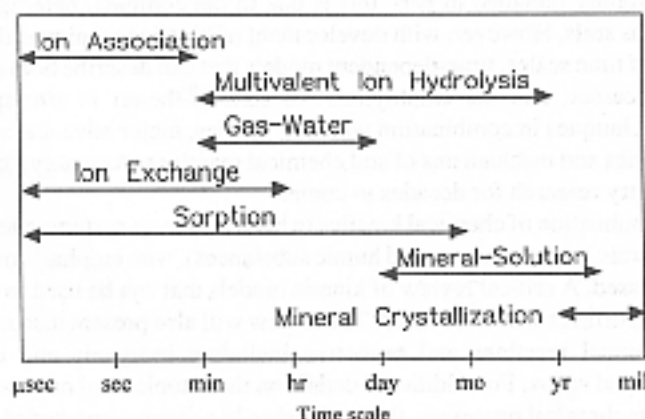 Ion Association
Multivalent Ion Hydrolysis
Gas-Water
Ion Exchange
Sorption
Mineral-Solution
Mineral Crystallization
μsec sec min hr day mo yr mil
Time scale